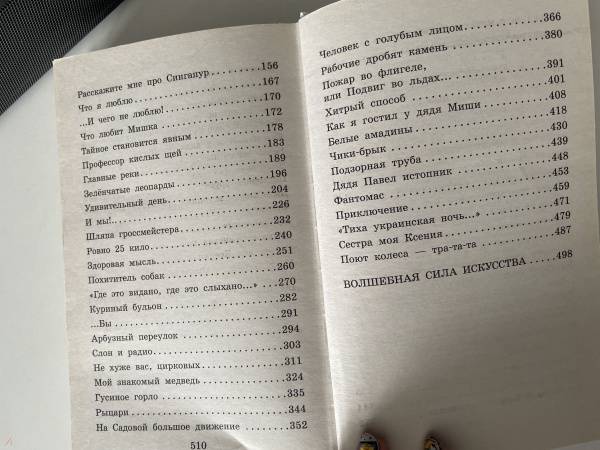 Расскажите мне про Сингапур.........156
Что я люблю.................167
...И чего не люблю!.............170
Что любит Мишка.............172
Тайное становится явным..........178
Профессор кислых щей...........183
Главные реки................189
Зелёнчатые леопарды...........196
Удивительный день............204
И мы!...................226
Шляпа гроссмейстера...........232
Ровно 25 кило...............240
Здоровая мысль..............251
Похититель собак.............260
«Где это видано, где это слыхано...».....270
Куриный бульон..............282
...Бы....................291
Арбузный переулок............294
Слон и радио................303
Не хуже вас, цирковых...........311
Мой знакомый медведь...........324
Гусиное горло...............335
Рыцари...................344
На Садовой большое движение.......352
510
Человек с голубым лицом..........366
Рабочие дробят камень...........380
Пожар во флигеле,
или Подвиг во льдах............391
Хитрый способ...............401
Как я гостил у дяди Миши.........408
Белые амадины..............418
Чики-брык.................430
Подзорная труба..............439
Дядя Павел истопник...........448
Фантомас.................453
Приключение...............459
«Тиха украинская ночь...».........471
Сестра моя Ксения.............479
Поют колеса — тра-та-та..........487
ВОЛШЕБНАЯ СИЛА ИСКУССТВА.....498